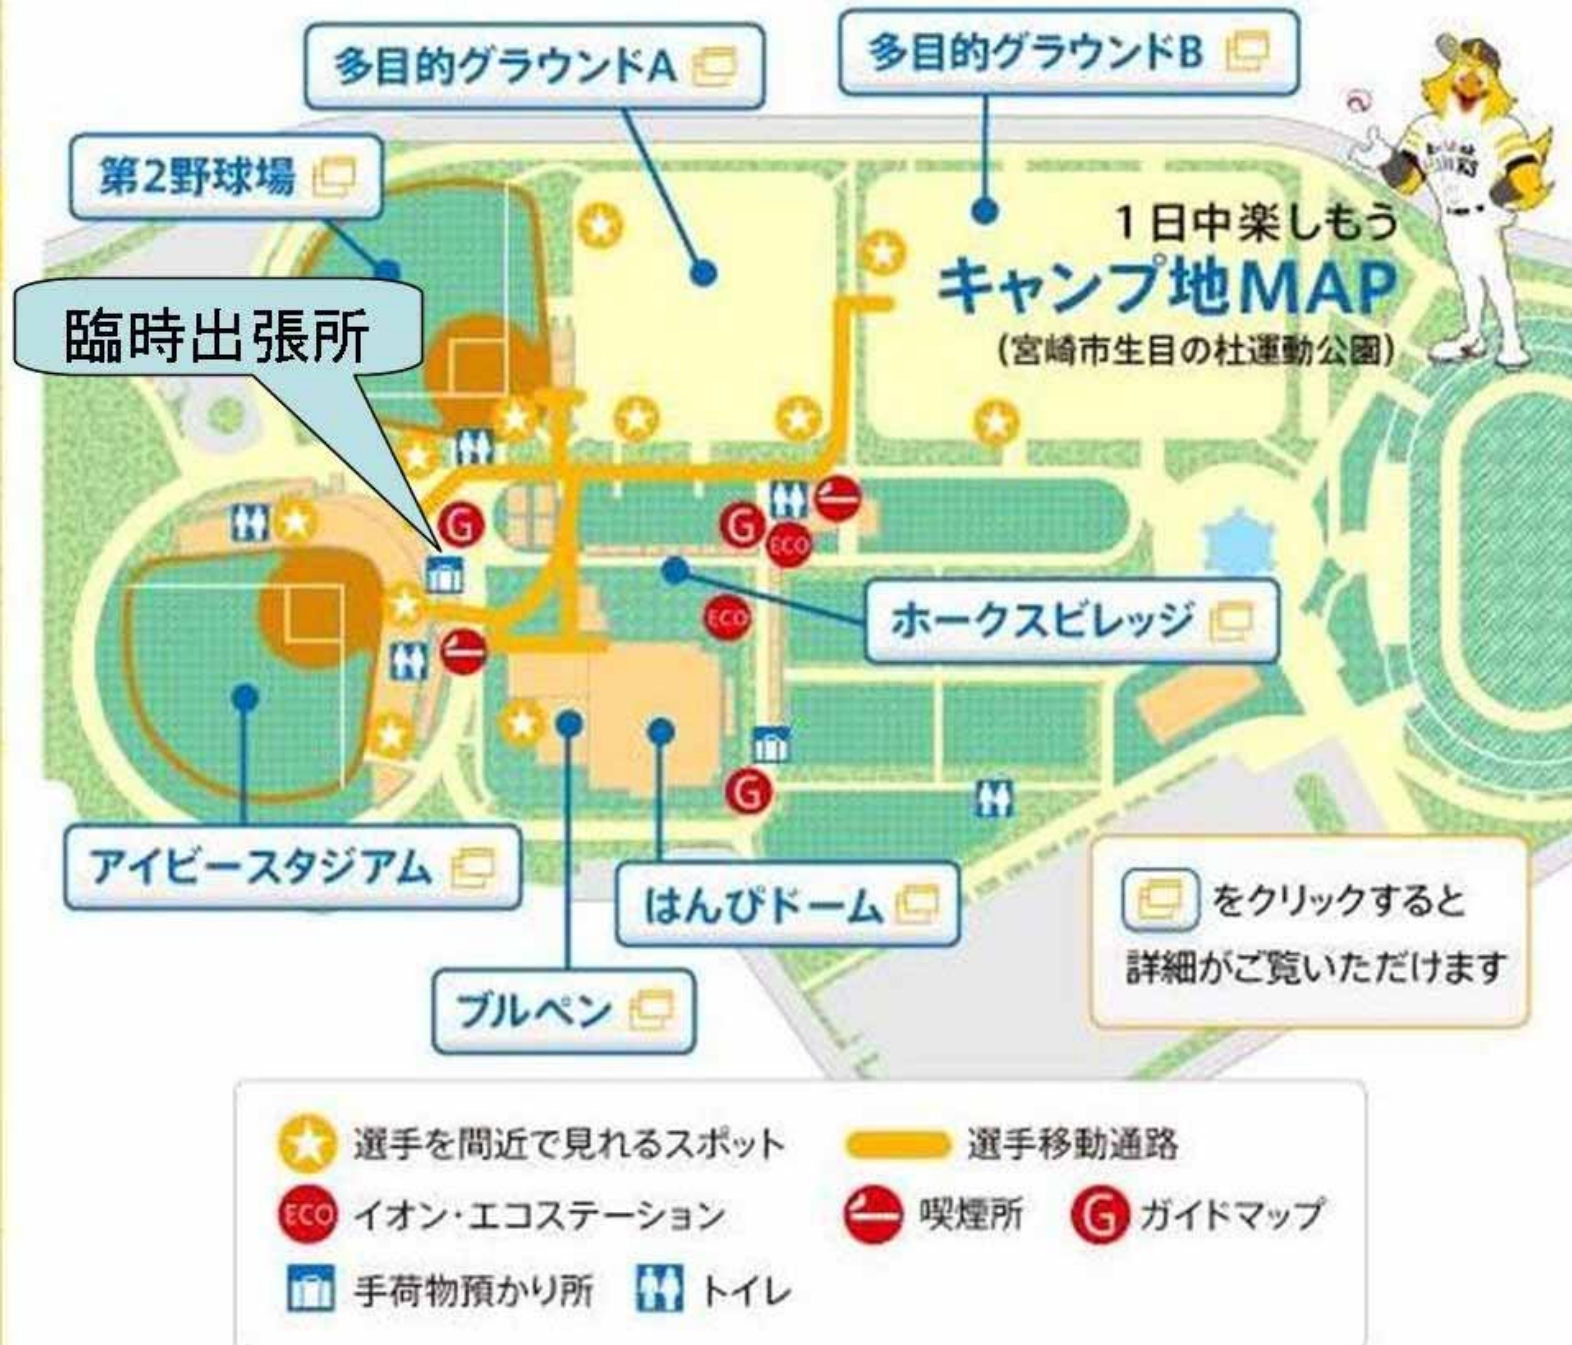 多目的グラウンドA
多目的グラウンドB
第2野球場
1日中楽しもう
キャンプ地MAP
(宮崎市生目の杜運動公園)
臨時出張所
G
G
ECO
ECO
ホークスビレッジ
G
アイビースタジアム
はんぴドーム
ブルペン
をクリックすると
詳細がご覧いただけます
選手を間近で見れるスポット
選手移動通路
ECO イオン・エコステーション
喫煙所
G ガイドマップ
手荷物預かり所
トイレ